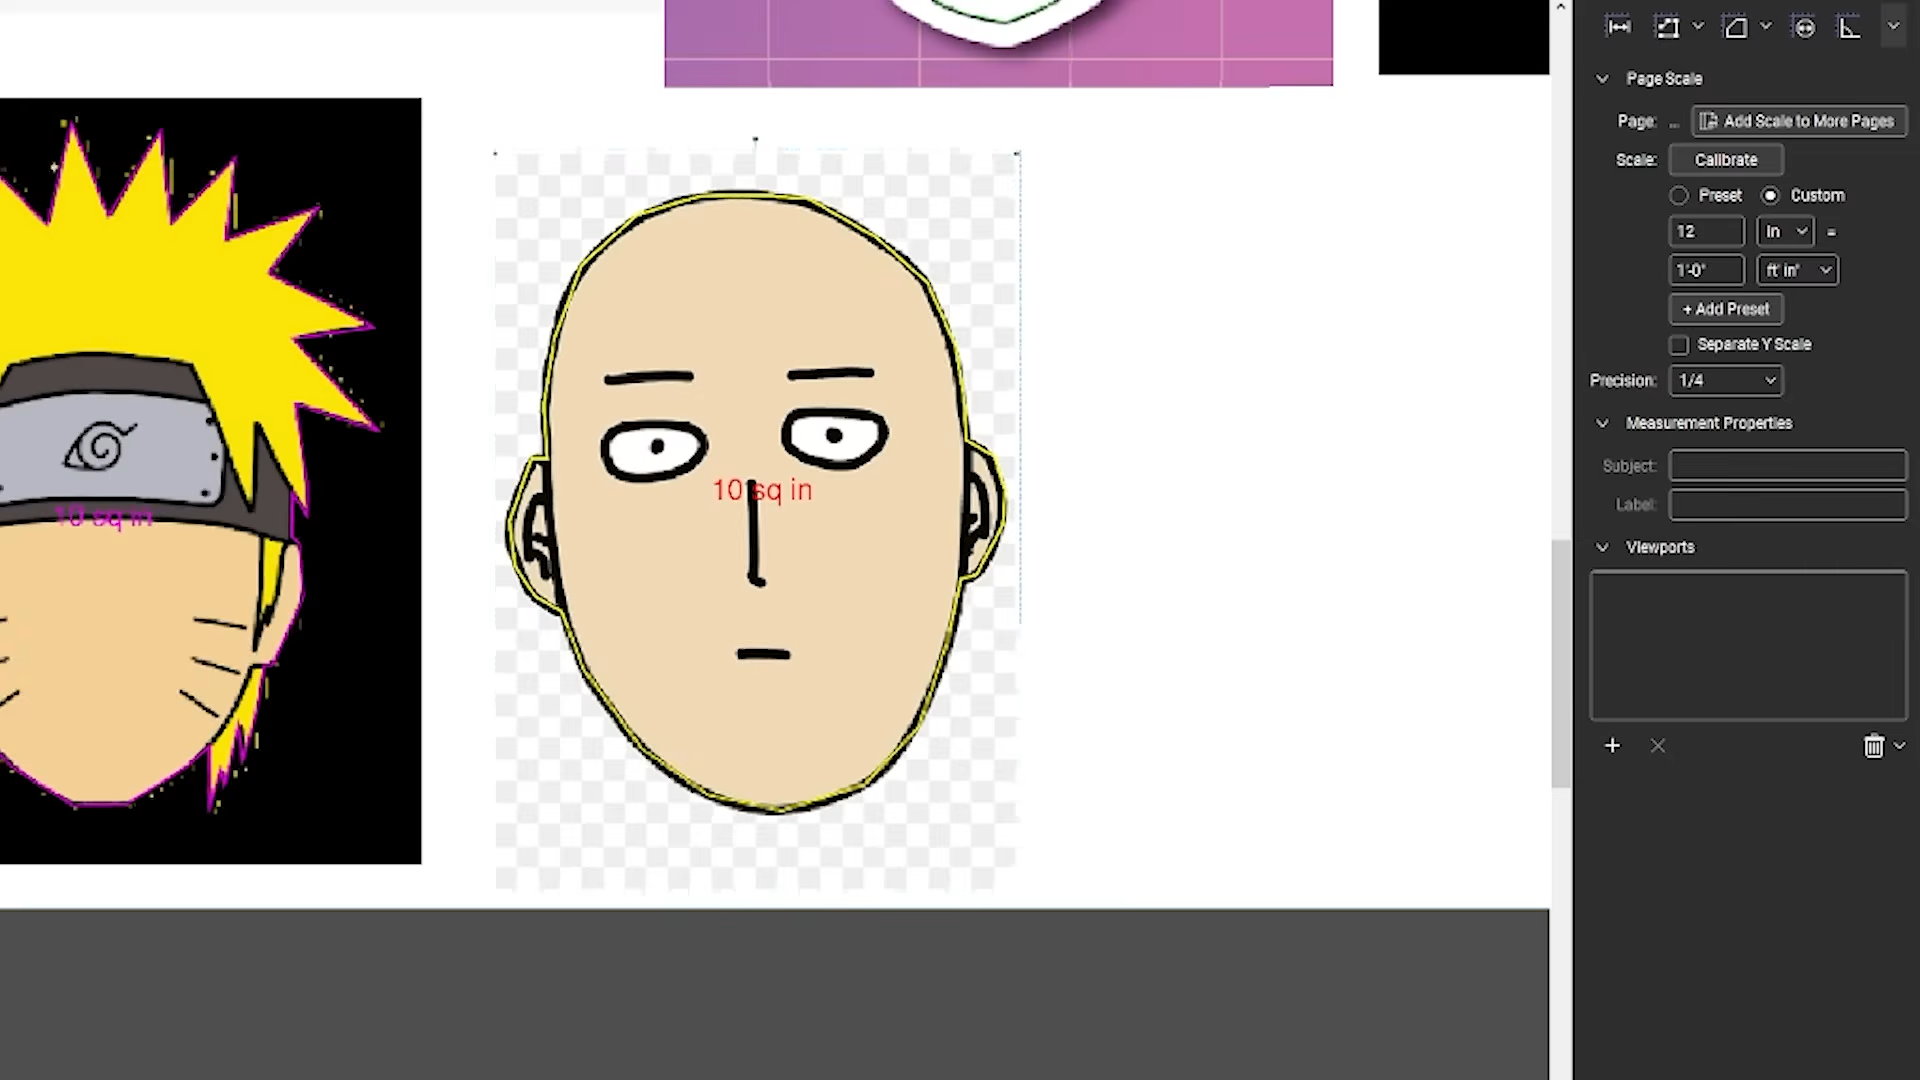 10 sq in
10 sq in
Page Scale
Page: ... Add Scale to More Pages
Scale: Calibrate
Preset Custom
12 in =
1'-0" ft' in"
+ Add Preset
Separate Y Scale
Precision: 1/4
Measurement Properties
Subject:
Label:
Viewports